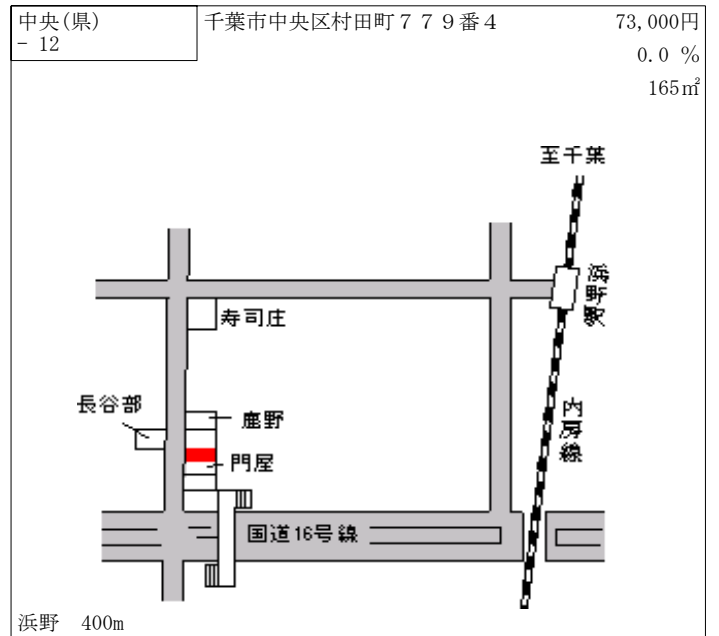 中央(県)
- 12
千葉市中央区村田町７７９番４
73,000円
0.0 %
165㎡
至千葉
浜野駅
寿司庄
長谷部
鹿野
内房線
門屋
国道16号線
浜野　400m